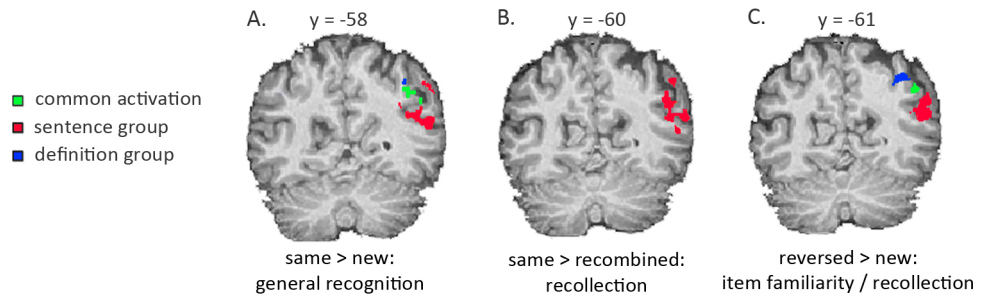 A.
y = -58
B.
y = -60
C.
y = -61
common activation
sentence group
definition group
same > new:
general recognition
same > recombined:
recollection
reversed > new:
item familiarity / recollection